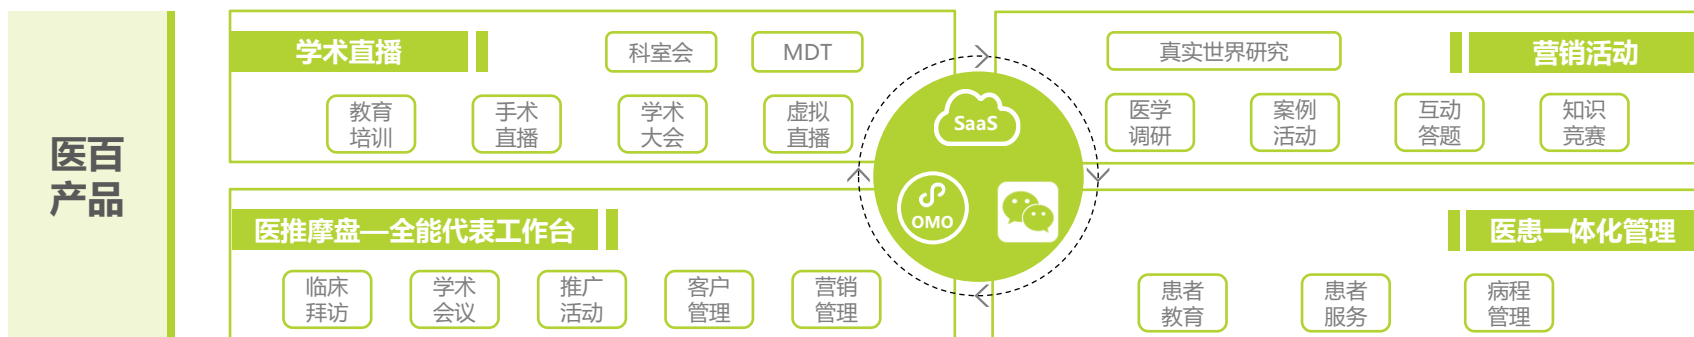 医百
产品
学术直播
科室会
MDT
教育
培训
手术
直播
学术
大会
虚拟
直播
真实世界研究
营销活动
医学
调研
案例
活动
互动
答题
知识
竞赛
SaaS
OMO
医推摩盘—全能代表工作台
临床
拜访
学术
会议
推广
活动
客户
管理
营销
管理
医患一体化管理
患者
教育
患者
服务
病程
管理